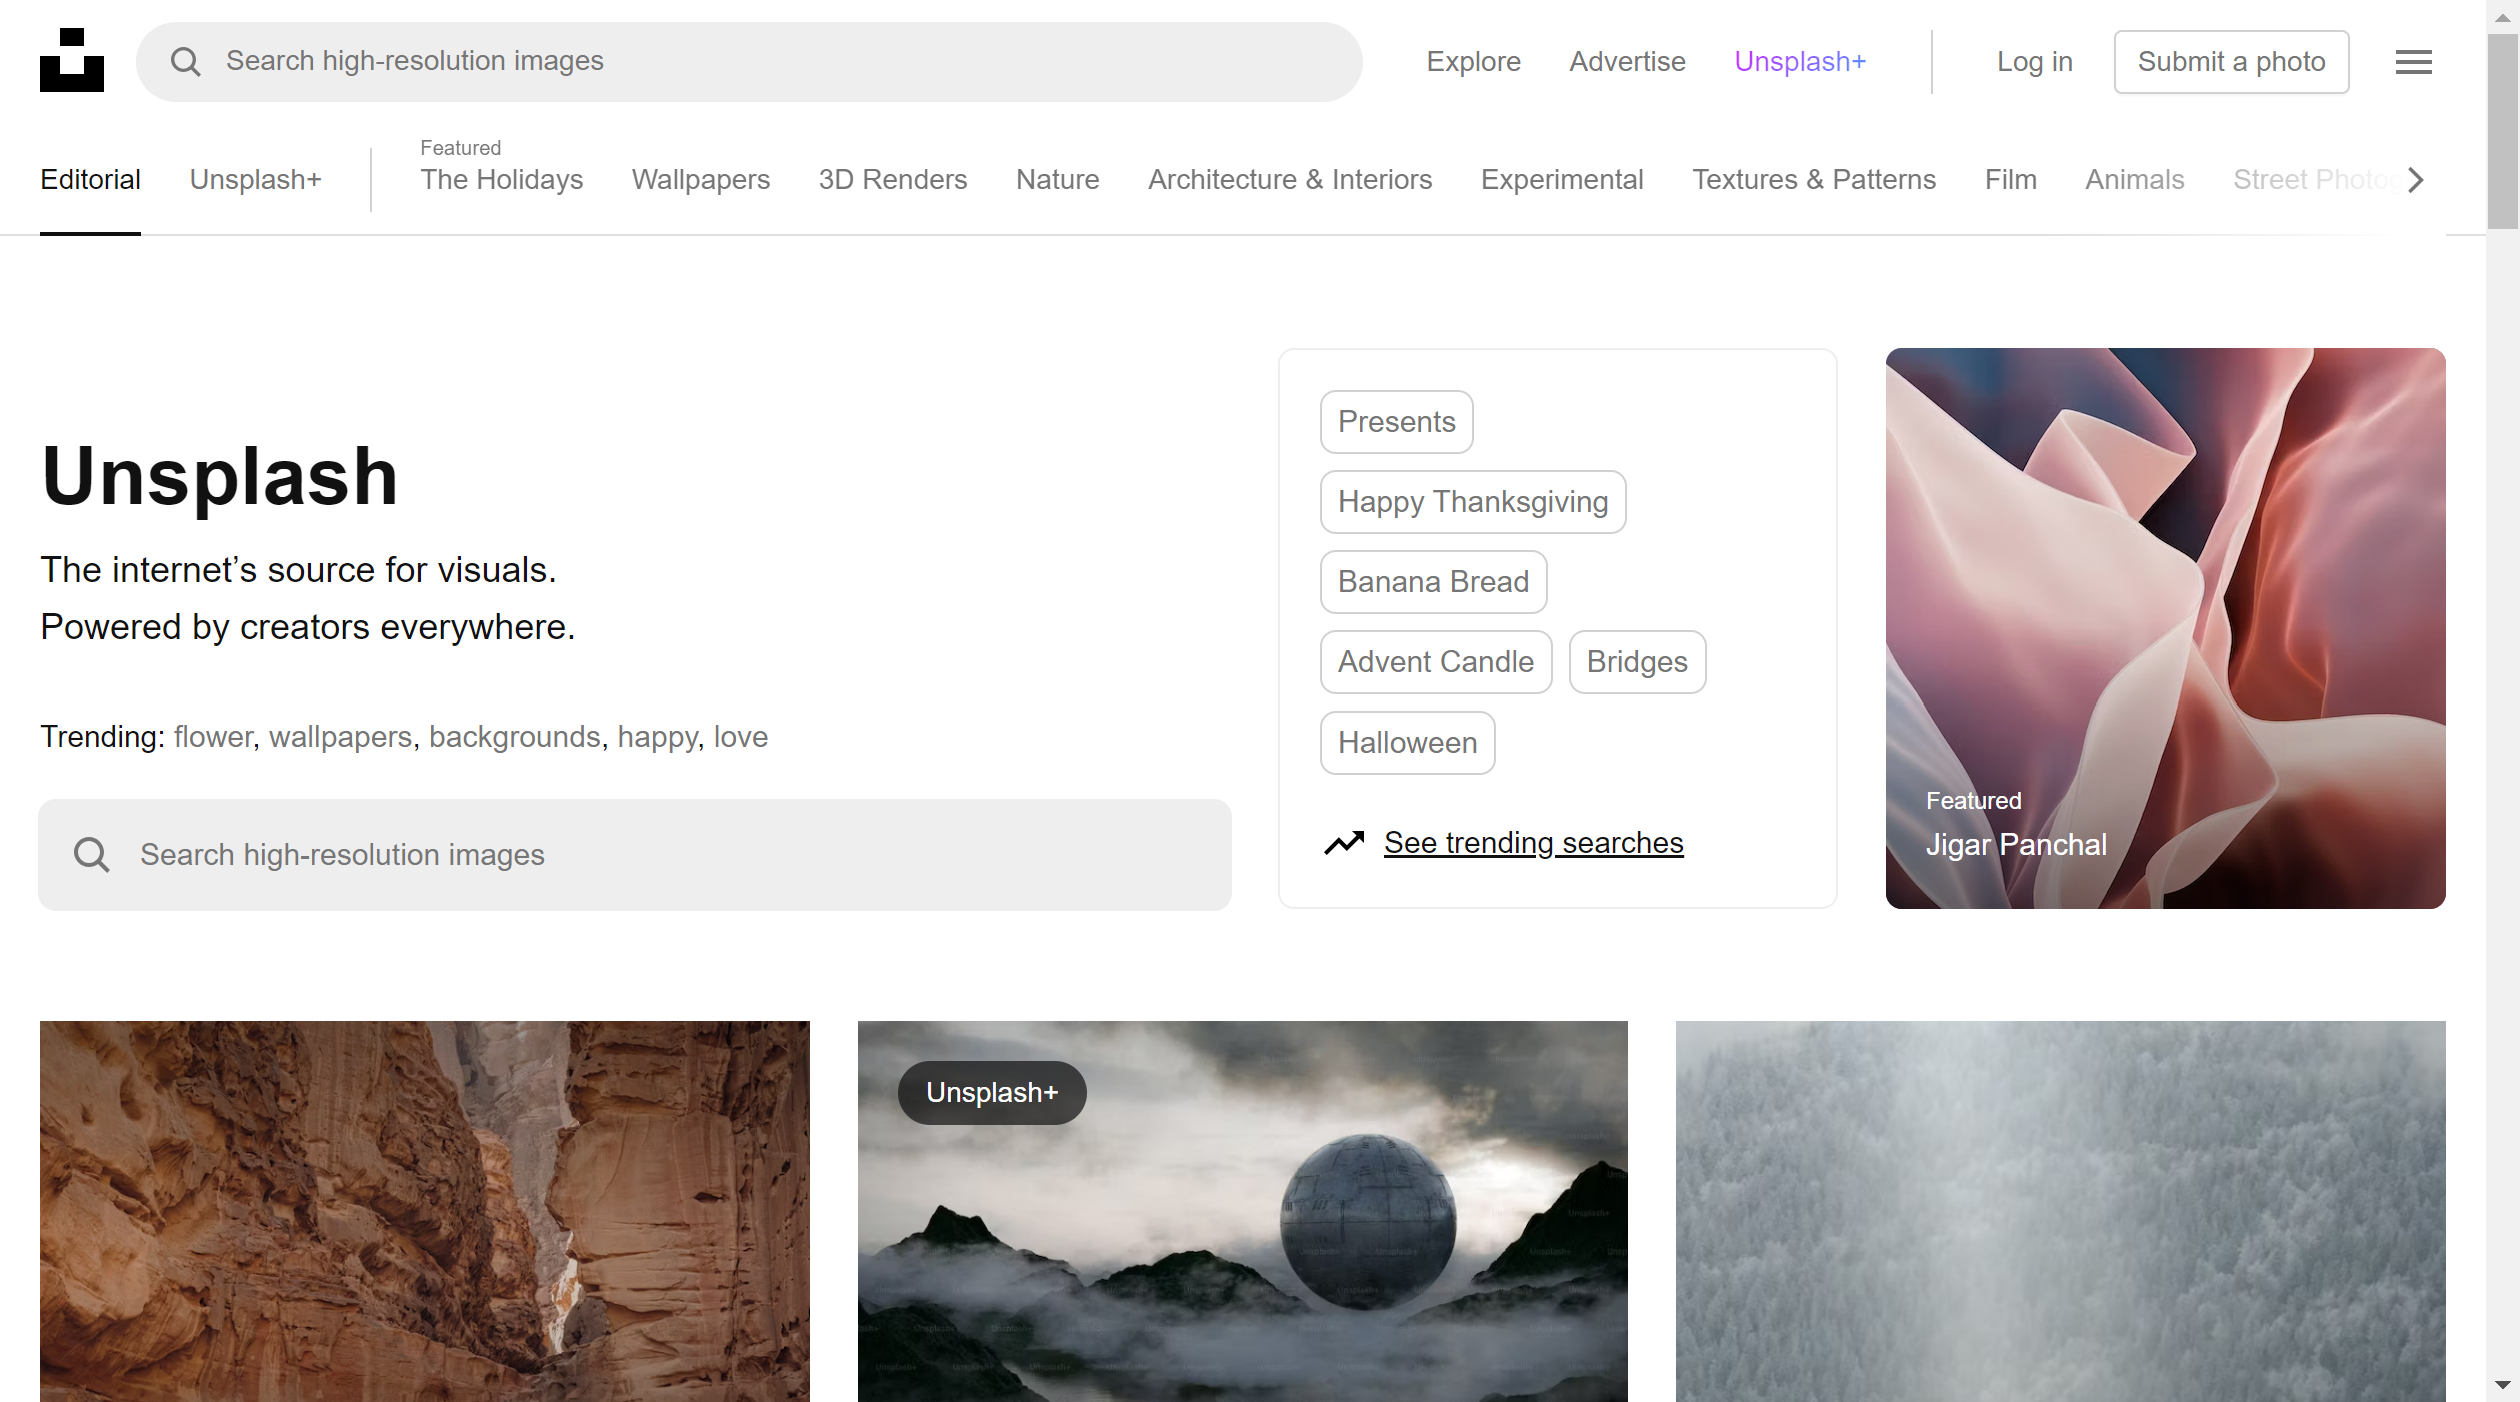 Search high-resolution images
Explore
Advertise
Unsplash+
Log in
Submit a photo
Editorial
Unsplash+
Featured
The Holidays
Wallpapers
3D Renders
Nature
Architecture & Interiors
Experimental
Textures & Patterns
Film
Animals
Street Photog
Unsplash
The internet’s source for visuals.
Powered by creators everywhere.
Trending: flower, wallpapers, backgrounds, happy, love
Search high-resolution images
Presents
Happy Thanksgiving
Banana Bread
Advent Candle
Bridges
Halloween
See trending searches
Featured
Jigar Panchal
Unsplash+